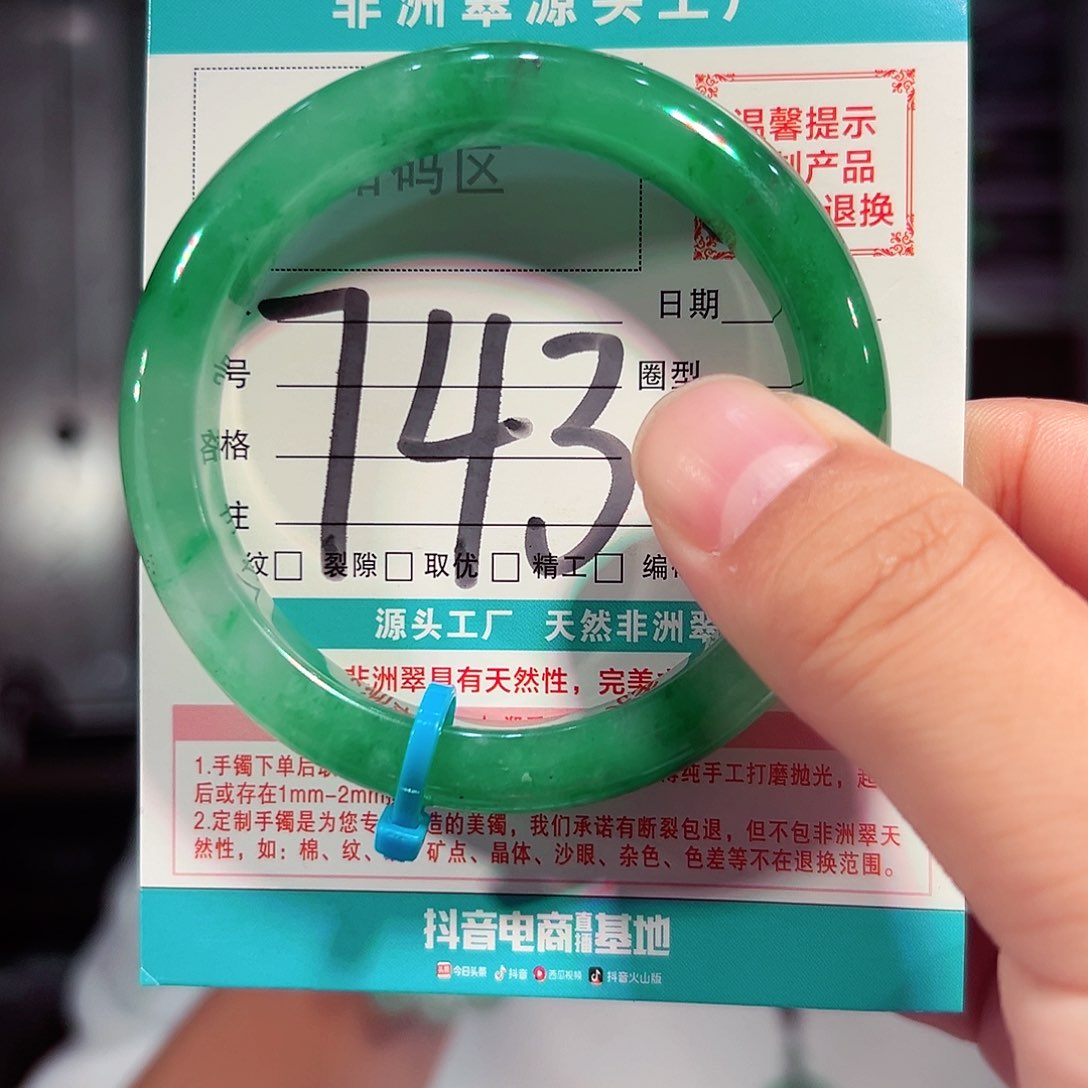 非洲翠源头工厂
温馨提示
码区
产品
退换
日期
743
号
圈型
格
注
纹□ 裂隙□ 取优□ 精工□ 编
源头工厂 天然非洲翠
非洲翠具有天然性，完美
1.手镯下单后 纯手工打磨抛光，
后或存在1mm-2mm
2.定制手镯是为您专 造的美镯，我们承诺有断裂包退，但不包非洲翠天
然性，如：棉、纹、 矿点、晶体、沙眼、杂色、色差等不在退换范围。
抖音电商直播基地
今日头条 抖音 西瓜视频 抖音火山版